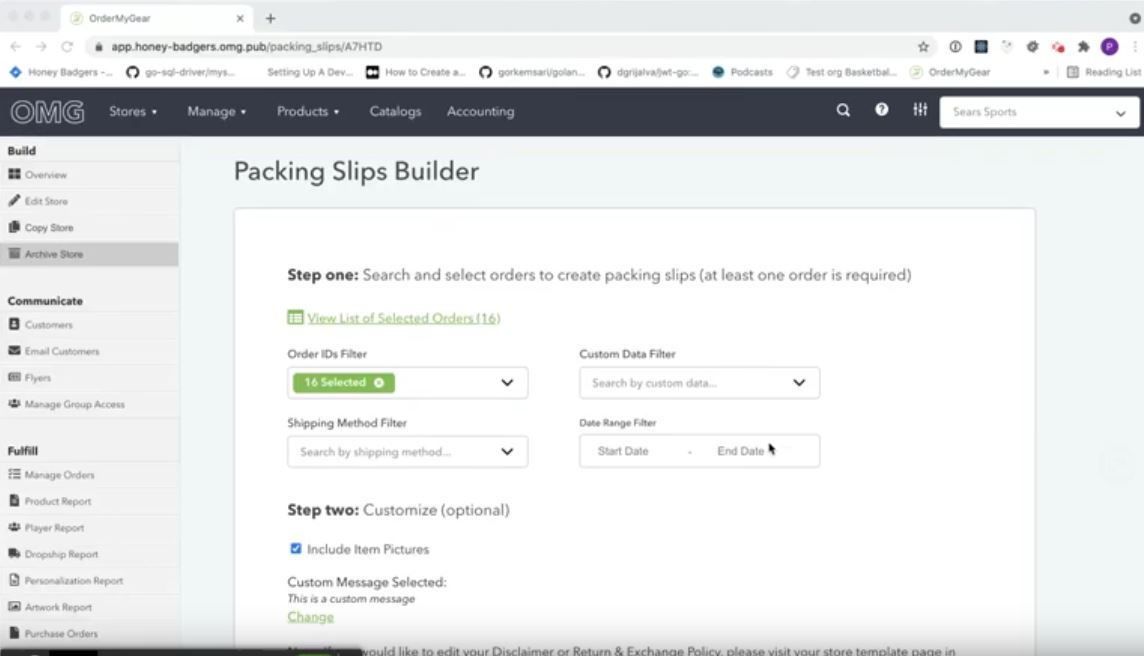 OrderMyGear
app.honey-badgers.omg.pub/packing_slips/A7HTD
Honey Badgers -... go-sql-driver/mys... Setting Up A Dev... How to Create a... gorkemsari/golan... dgrijalva/jwt-go:... Podcasts Test org Basketbal... OrderMyGear » Reading List
OMG Stores Manage Products Catalogs Accounting Sears Sports
Build
Overview
Edit Store
Copy Store
Archive Store
Communicate
Customers
Email Customers
Flyers
Manage Group Access
Fulfill
Manage Orders
Product Report
Player Report
Dropship Report
Personalization Report
Artwork Report
Purchase Orders
Packing Slips Builder
Step one: Search and select orders to create packing slips (at least one order is required)
View List of Selected Orders (16)
Order IDs Filter Custom Data Filter
16 Selected Search by custom data...
Shipping Method Filter Date Range Filter
Search by shipping method... Start Date - End Date
Step two: Customize (optional)
Include Item Pictures
Custom Message Selected:
This is a custom message
Change
would like to edit your Disclaimer or Return & Exchange Policy, please visit your store template page in